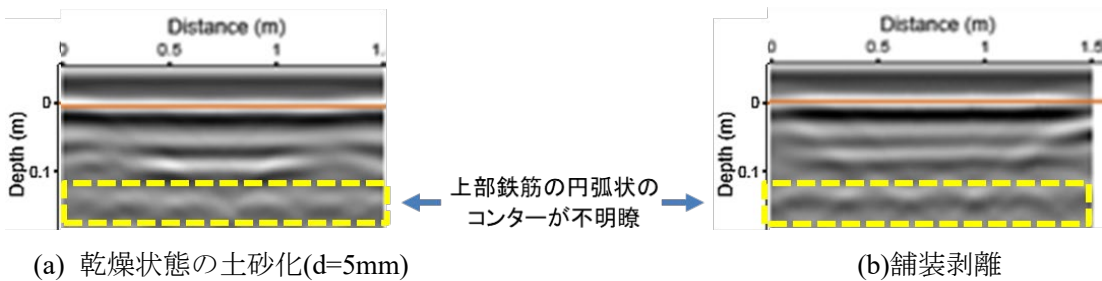 Distance (m)
0 0.5 1 1.
Depth (m)
0
0.1
Distance (m)
0 0.5 1 1.5
Depth (m)
0
0.1
上部鉄筋の円弧状の
コンターが不明瞭
(a) 乾燥状態の土砂化(d=5mm)
(b)舗装剥離